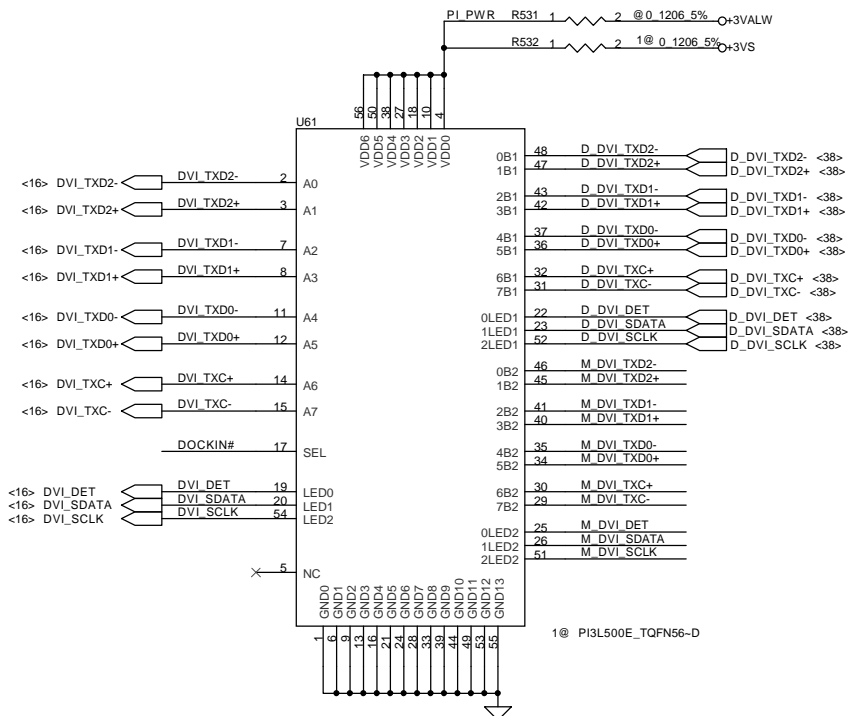 PI_PWR R531 1 2 @ 0_1206_5% +3VALW
R532 1 2 1@ 0_1206_5% +3VS
U61
56 50 38 27 18 10 4
VDD6 VDD5 VDD4 VDD3 VDD2 VDD1 VDD0
<16> DVI_TXD2- DVI_TXD2- 2 A0
<16> DVI_TXD2+ DVI_TXD2+ 3 A1
<16> DVI_TXD1- DVI_TXD1- 7 A2
<16> DVI_TXD1+ DVI_TXD1+ 8 A3
<16> DVI_TXD0- DVI_TXD0- 11 A4
<16> DVI_TXD0+ DVI_TXD0+ 12 A5
<16> DVI_TXC+ DVI_TXC+ 14 A6
<16> DVI_TXC- DVI_TXC- 15 A7
DOCKIN# 17 SEL
<16> DVI_DET DVI_DET 19 LED0
<16> DVI_SDATA DVI_SDATA 20 LED1
<16> DVI_SCLK DVI_SCLK 54 LED2
5 NC
0B1 48 D_DVI_TXD2- D_DVI_TXD2- <38>
1B1 47 D_DVI_TXD2+ D_DVI_TXD2+ <38>
2B1 43 D_DVI_TXD1- D_DVI_TXD1- <38>
3B1 42 D_DVI_TXD1+ D_DVI_TXD1+ <38>
4B1 37 D_DVI_TXD0- D_DVI_TXD0- <38>
5B1 36 D_DVI_TXD0+ D_DVI_TXD0+ <38>
6B1 32 D_DVI_TXC+ D_DVI_TXC+ <38>
7B1 31 D_DVI_TXC- D_DVI_TXC- <38>
0LED1 22 D_DVI_DET D_DVI_DET <38>
1LED1 23 D_DVI_SDATA D_DVI_SDATA <38>
2LED1 52 D_DVI_SCLK D_DVI_SCLK <38>
0B2 46 M_DVI_TXD2-
1B2 45 M_DVI_TXD2+
2B2 41 M_DVI_TXD1-
3B2 40 M_DVI_TXD1+
4B2 35 M_DVI_TXD0-
5B2 34 M_DVI_TXD0+
6B2 30 M_DVI_TXC+
7B2 29 M_DVI_TXC-
0LED2 25 M_DVI_DET
1LED2 26 M_DVI_SDATA
2LED2 51 M_DVI_SCLK
GND0 GND1 GND2 GND3 GND4 GND5 GND6 GND7 GND8 GND9 GND10 GND11 GND12 GND13
1 6 9 13 16 21 24 28 33 39 44 49 53 55
1@ PI3L500E_TQFN56~D